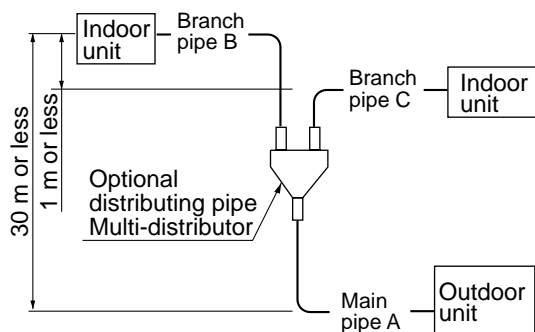 Indoor
unit
Branch
pipe B
Branch
pipe C
Indoor
unit
30 m or less
1 m or less
Optional
distributing pipe
Multi-distributor
Main
pipe A
Outdoor
unit